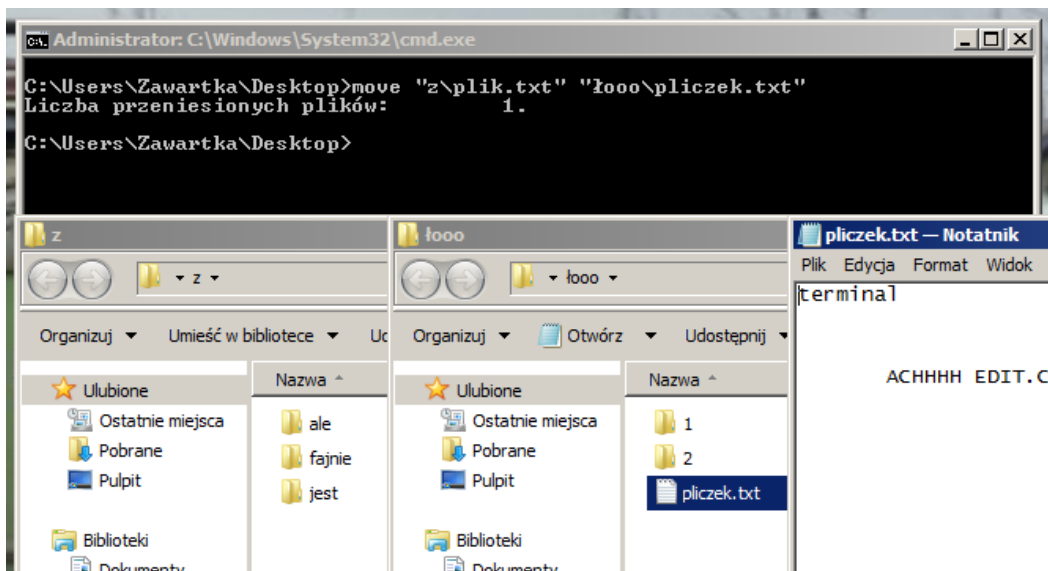 Administrator: C:\Windows\System32\cmd.exe
C:\Users\Zawartka\Desktop>move "z\plik.txt" "łooo\pliczek.txt"
Liczba przeniesionych plików:         1.
C:\Users\Zawartka\Desktop>
z
z
Organizuj
Umieść w bibliotece
Nazwa
Ulubione
Ostatnie miejsca
Pobrane
Pulpit
Biblioteki
Dokumenty
ale
fajnie
jest
łooo
łooo
Organizuj
Otwórz
Udostępnij
Nazwa
Ulubione
Ostatnie miejsca
Pobrane
Pulpit
Biblioteki
Dokumenty
1
2
pliczek.txt
pliczek.txt — Notatnik
Plik Edycja Format Widok
terminal
ACHHHH EDIT.C